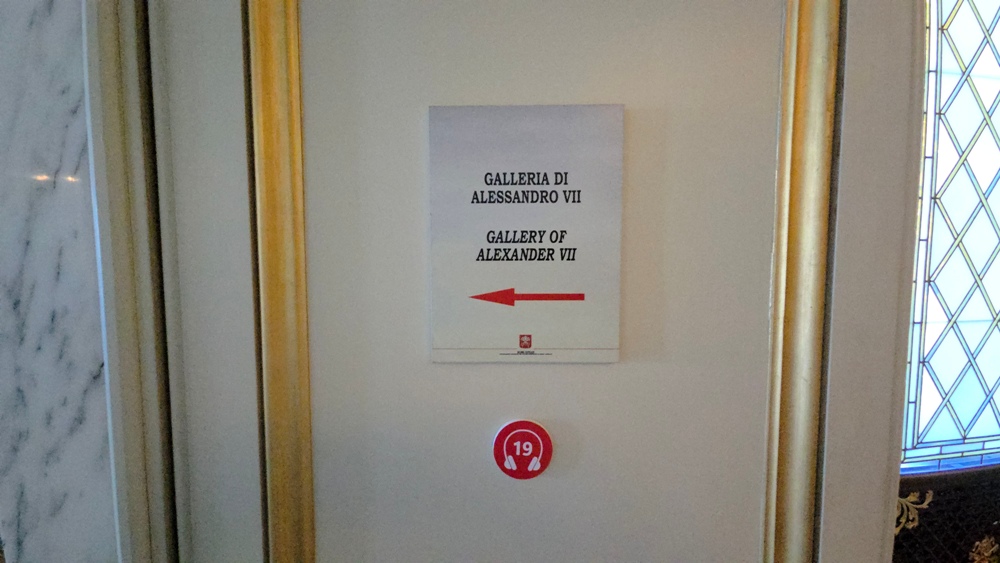 GALLERIA DI
ALESSANDRO VII
GALLERY OF
ALEXANDER VII
19